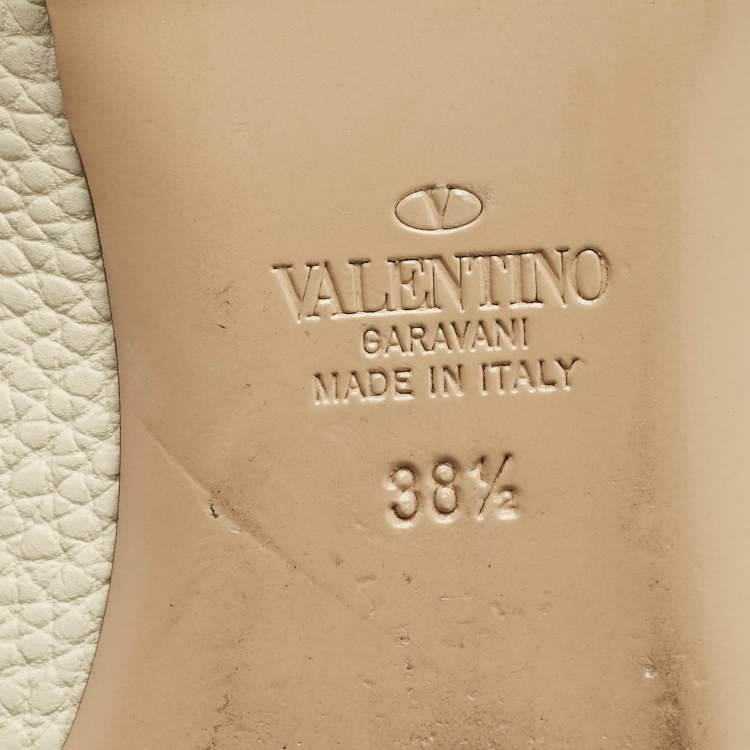 V
VALENTINO
GARAVANI
MADE IN ITALY
38½